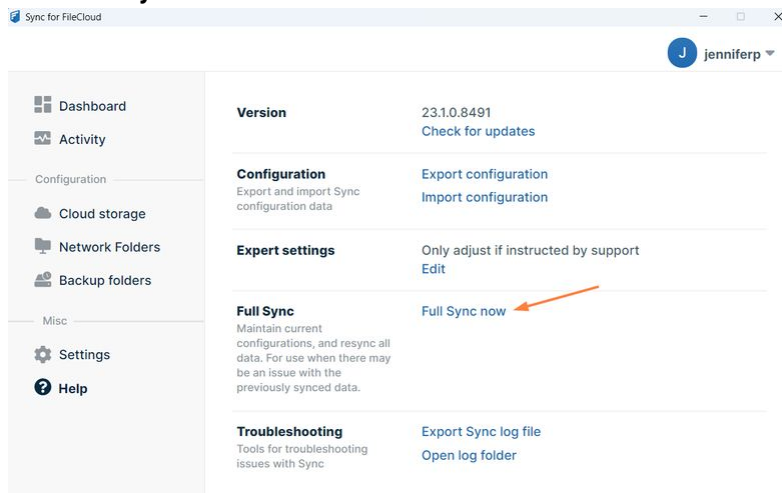 Sync for FileCloud
J jenniferp
Dashboard
Activity
Configuration
Cloud storage
Network Folders
Backup folders
Misc
Settings
Help
Version
23.1.0.8491
Check for updates
Configuration
Export and import Sync
configuration data
Export configuration
Import configuration
Expert settings
Only adjust if instructed by support
Edit
Full Sync
Maintain current
configurations, and resync all
data. For use when there may
be an issue with the
previously synced data.
Full Sync now
Troubleshooting
Tools for troubleshooting
issues with Sync
Export Sync log file
Open log folder